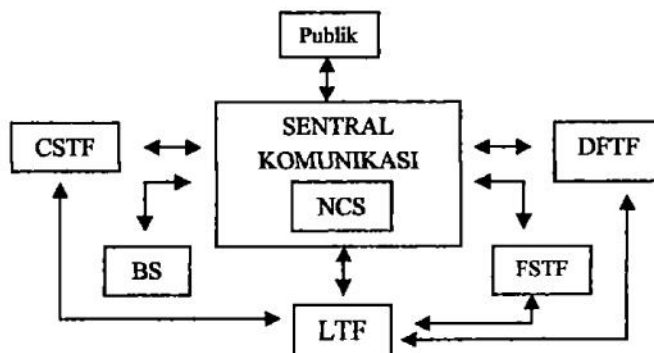 Publik
SENTRAL
KOMUNIKASI
NCS
CSTF
DFTF
BS
FSTF
LTF